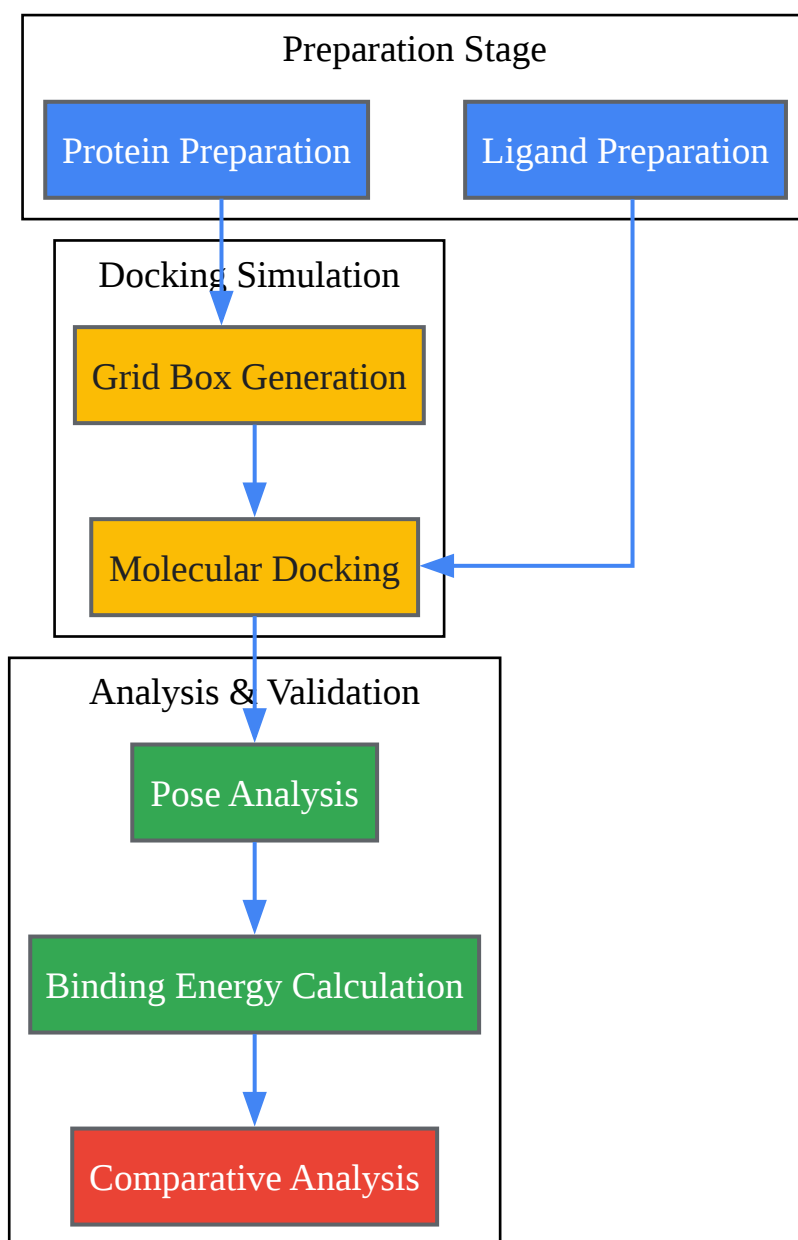 Preparation Stage
Protein Preparation
Ligand Preparation
Docking Simulation
Grid Box Generation
Molecular Docking
Analysis & Validation
Pose Analysis
Binding Energy Calculation
Comparative Analysis